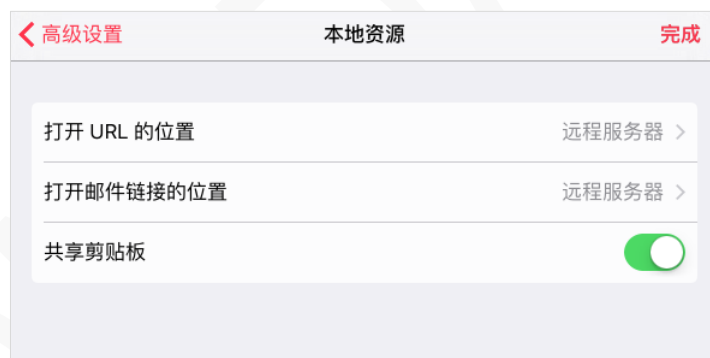 高级设置
本地资源
完成
打开 URL 的位置
远程服务器
打开邮件链接的位置
远程服务器
共享剪贴板